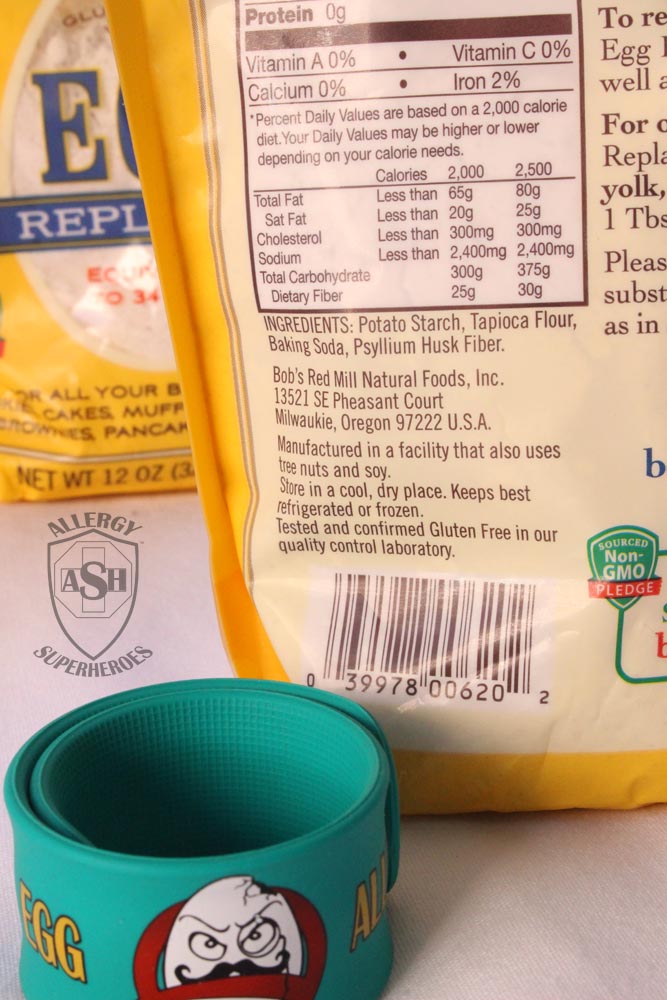 GLU
E
REPL
TO 34
OR ALL YOUR B
CAKES, MUFF
BROWNIES, PANCAK
NET WT 12 OZ (3
Protein 0g
Vitamin A 0% • Vitamin C 0%
Calcium 0% • Iron 2%
*Percent Daily Values are based on a 2,000 calorie
diet. Your Daily Values may be higher or lower
depending on your calorie needs.
Calories 2,000 2,500
Total Fat Less than 65g 80g
Sat Fat Less than 20g 25g
Cholesterol Less than 300mg 300mg
Sodium Less than 2,400mg 2,400mg
Total Carbohydrate 300g 375g
Dietary Fiber 25g 30g
INGREDIENTS: Potato Starch, Tapioca Flour,
Baking Soda, Psyllium Husk Fiber.
Bob's Red Mill Natural Foods, Inc.
13521 SE Pheasant Court
Milwaukie, Oregon 97222 U.S.A.
Manufactured in a facility that also uses
tree nuts and soy.
Store in a cool, dry place. Keeps best
refrigerated or frozen.
Tested and confirmed Gluten Free in our
quality control laboratory.
0 39978 00620 2
To re
Egg
well a
For
Repla
yolk,
1 Tbs
Pleas
subst
as in
b
SOURCED
Non-
GMO
PLEDGE
b
ALLERGY
ASH
SUPERHEROES
EGG
AL